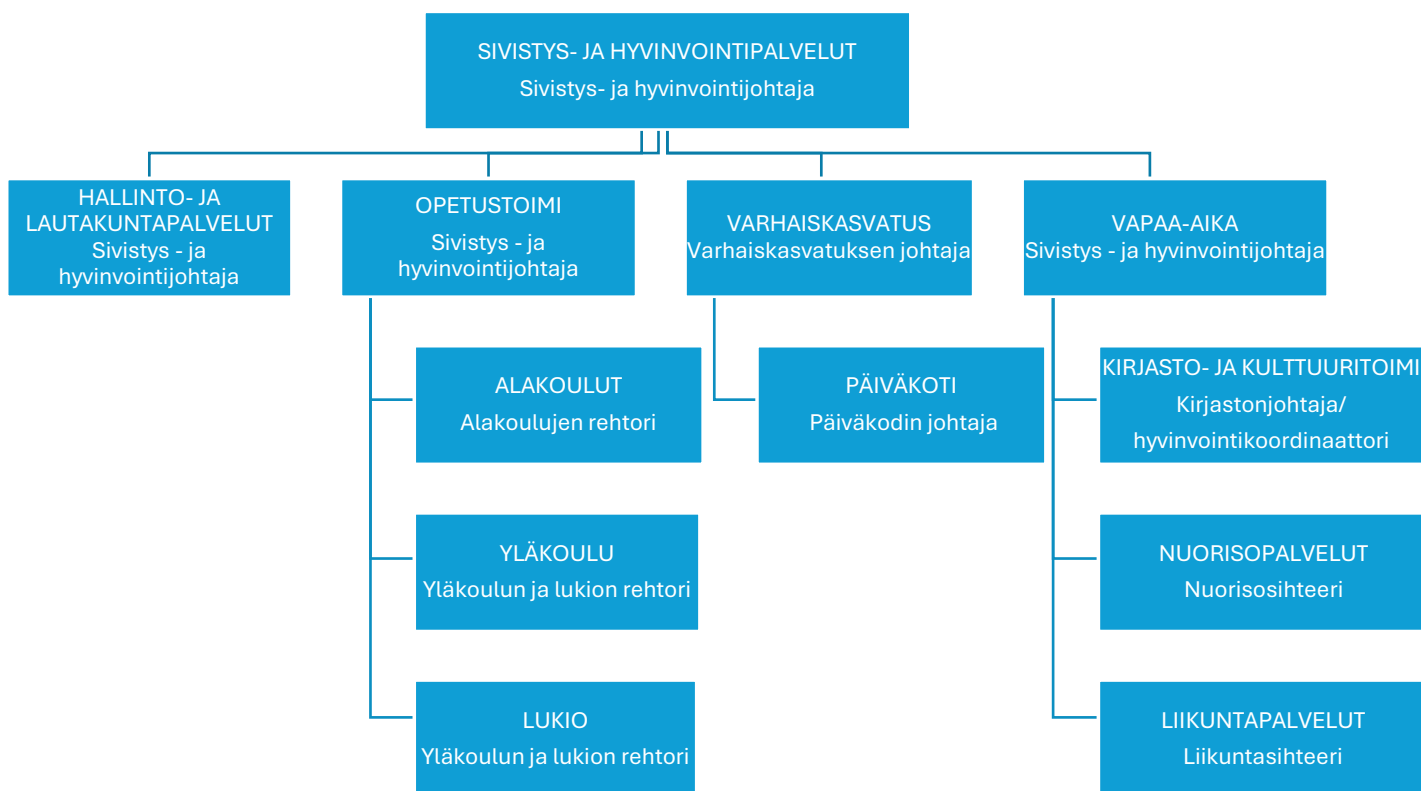 SIVISTYS- JA HYVINVOINTIPALVELUT
Sivistys- ja hyvinvointijohtaja
HALLINTO- JA
LAUTAKUNTAPALVELUT
Sivistys - ja
hyvinvointijohtaja
OPETUSTOIMI
Sivistys - ja
hyvinvointijohtaja
VARHAISKASVATUS
Varhaiskasvatuksen johtaja
VAPAA-AIKA
Sivistys - ja hyvinvointijohtaja
ALAKOULUT
Alakoulujen rehtori
PÄIVÄKOTI
Päiväkodin johtaja
KIRJASTO- JA KULTTUURITOIMI
Kirjastonjohtaja/
hyvinvointikoordinaattori
YLÄKOULU
Yläkoulun ja lukion rehtori
NUORISOPALVELUT
Nuorisosihteeri
LUKIO
Yläkoulun ja lukion rehtori
LIIKUNTAPALVELUT
Liikuntasihteeri